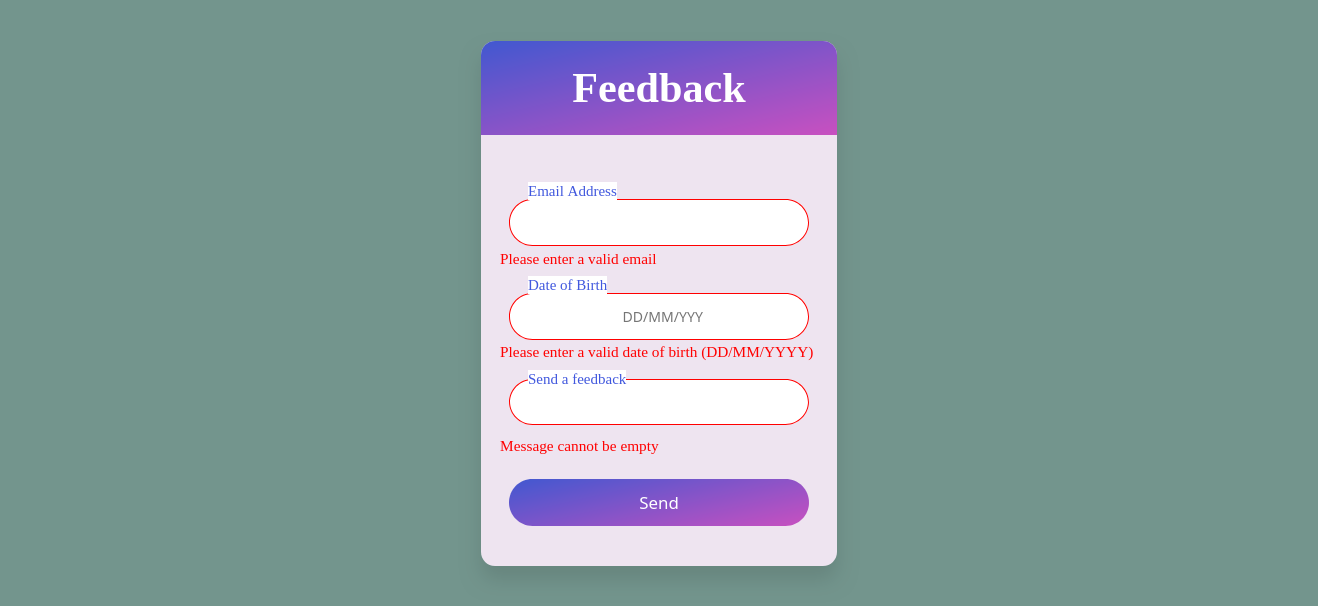 Feedback
Email Address
Please enter a valid email
Date of Birth
DD/MM/YYY
Please enter a valid date of birth (DD/MM/YYYY)
Send a feedback
Message cannot be empty
Send